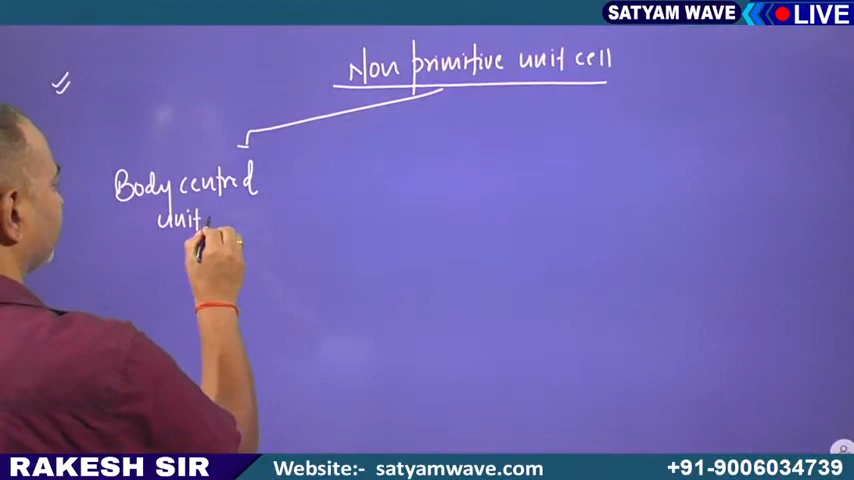 SATYAM WAVE LIVE
Non primitive unit cell
Body centred
unit
RAKESH SIR Website:- satyamwave.com +91-9006034739